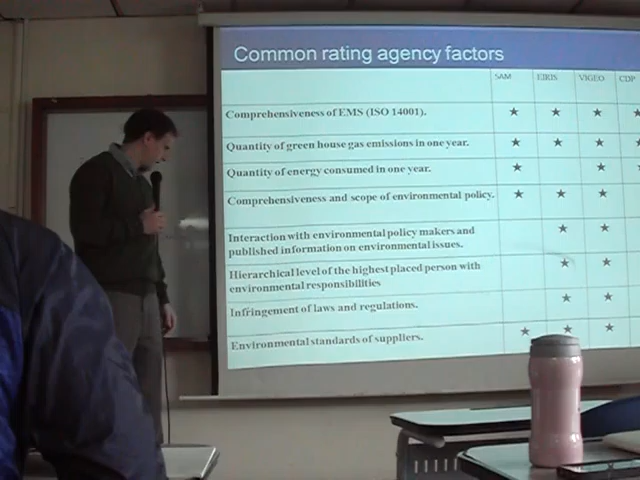 Common rating agency factors
SAM EIRIS VIGEO CDP
Comprehensiveness of EMS (ISO 14001).
Quantity of green house gas emissions in one year.
Quantity of energy consumed in one year.
Comprehensiveness and scope of environmental policy.
Interaction with environmental policy makers and
published information on environmental issues.
Hierarchical level of the highest placed person with
environmental responsibilities
Infringement of laws and regulations.
Environmental standards of suppliers.